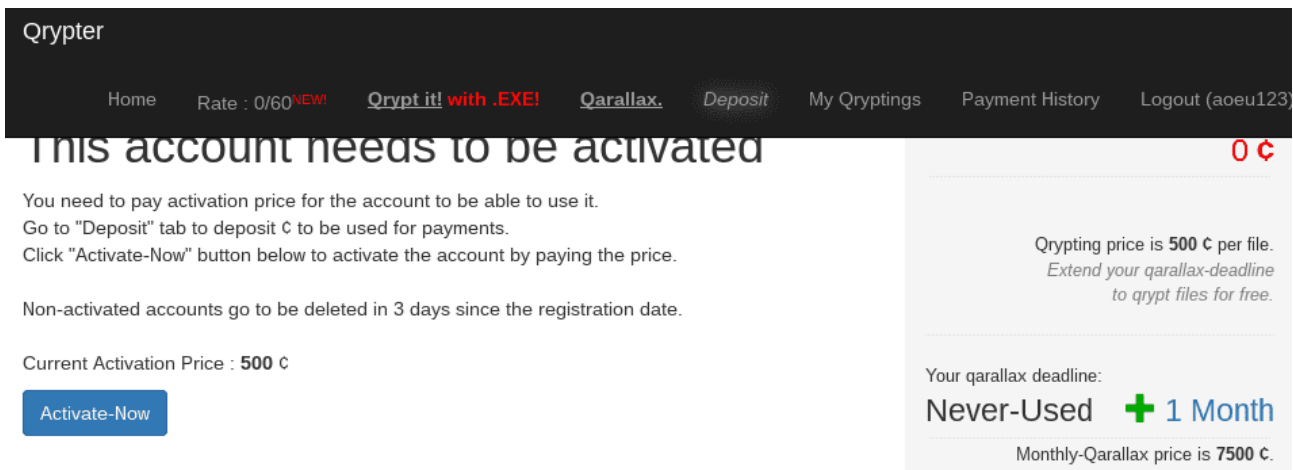 Qrypter
Home Rate : 0/60NEW! Qrypt it! with .EXE! Qarallax. Deposit My Qryptings Payment History Logout (aoeu123)
This account needs to be activated
You need to pay activation price for the account to be able to use it.
Go to "Deposit" tab to deposit ¢ to be used for payments.
Click "Activate-Now" button below to activate the account by paying the price.
Non-activated accounts go to be deleted in 3 days since the registration date.
Current Activation Price : 500 ¢
Activate-Now
0 ¢
Qrypting price is 500 ¢ per file.
Extend your qarallax-deadline
to qrypt files for free.
Your qarallax deadline:
Never-Used 1 Month
Monthly-Qarallax price is 7500 ¢.